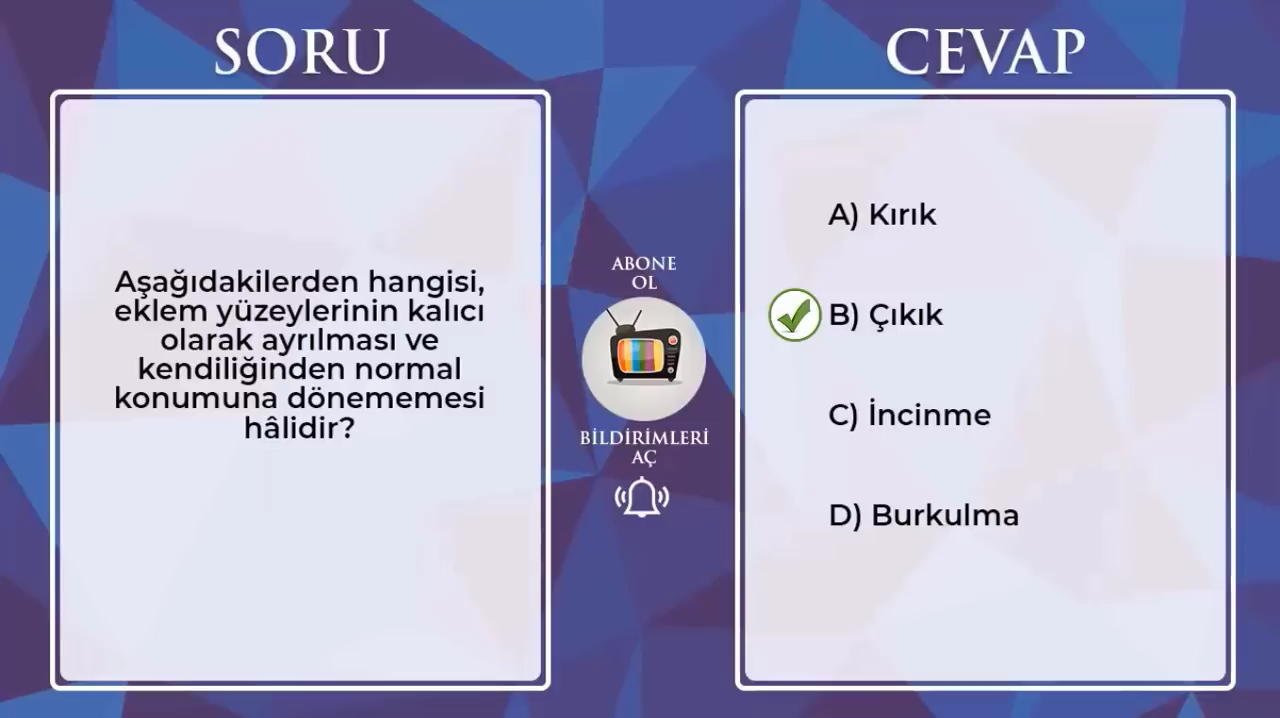 SORU
Aşağıdakilerden hangisi,
eklem yüzeylerinin kalıcı
olarak ayrılması ve
kendiliğinden normal
konumuna dönememesi
hâlidir?
ABONE
OL
BİLDİRİMLERİ
AÇ
CEVAP
A) Kırık
B) Çıkık
C) İncinme
D) Burkulma